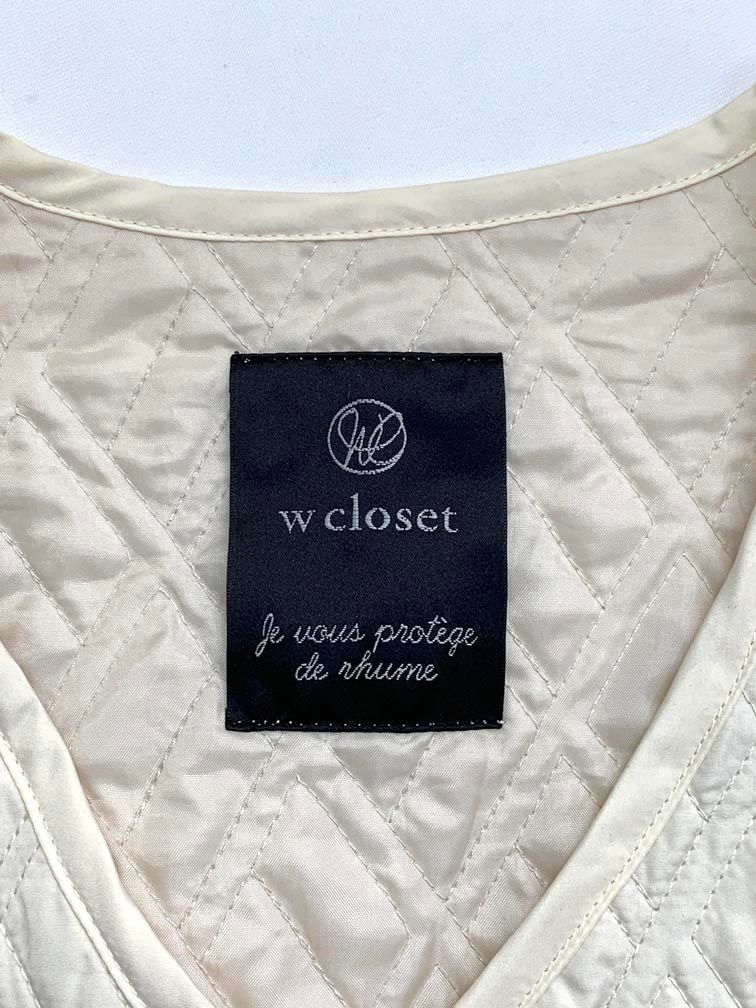 w closet
Je vous protège
de rhume